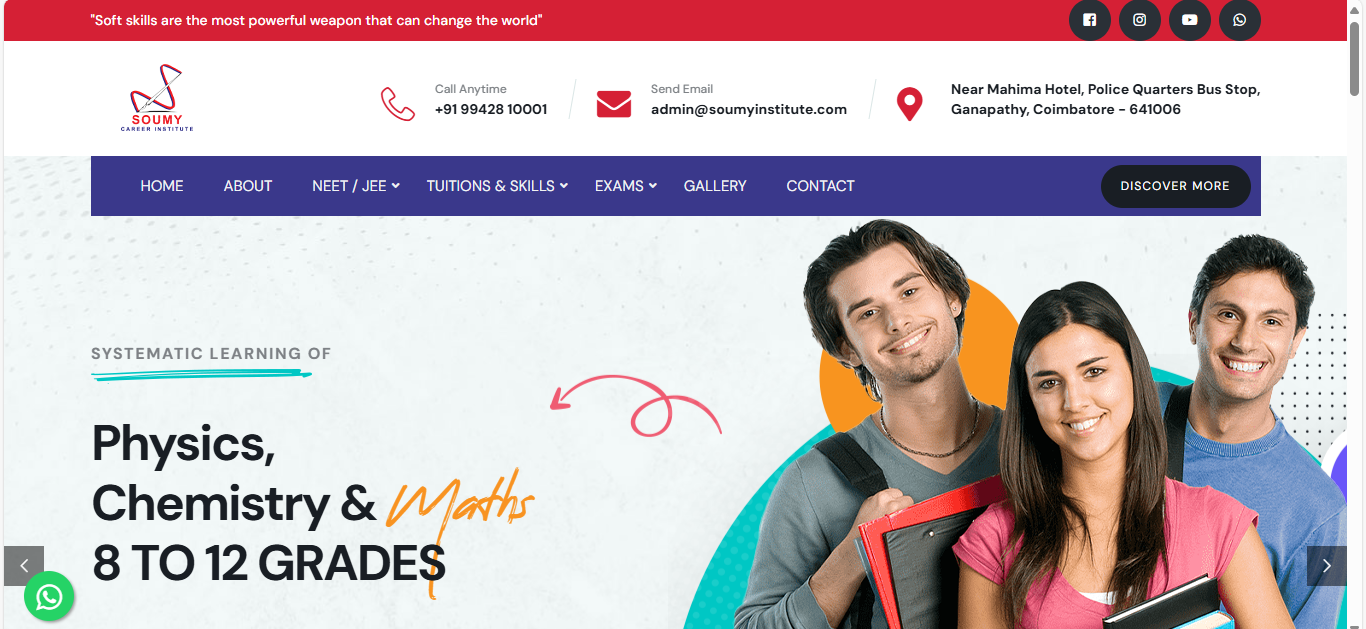 "Soft skills are the most powerful weapon that can change the world"
SOUMY
CAREER INSTITUTE
Call Anytime
+91 99428 10001
Send Email
admin@soumyinstitute.com
Near Mahima Hotel, Police Quarters Bus Stop,
Ganapathy, Coimbatore - 641006
HOME ABOUT NEET / JEE TUITIONS & SKILLS EXAMS GALLERY CONTACT DISCOVER MORE
SYSTEMATIC LEARNING OF
Physics,
Chemistry & Maths
8 TO 12 GRADES